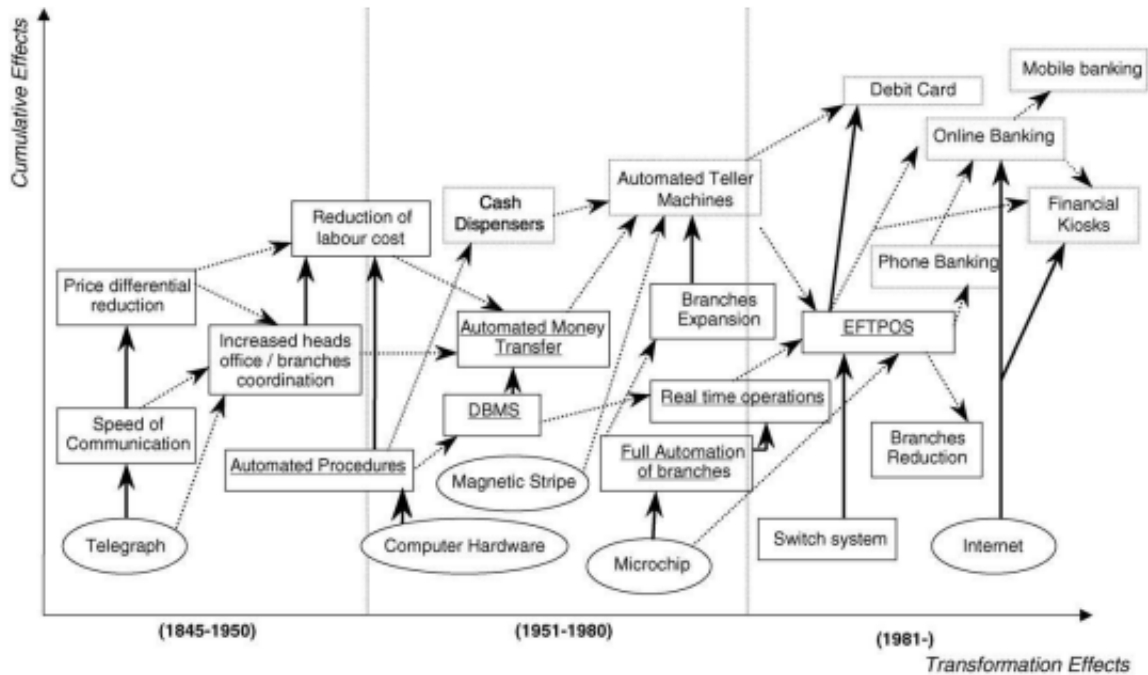 Cumulative Effects
Mobile banking
Debit Card
Online Banking
Automated Teller
Machines
Cash
Dispensers
Financial
Kiosks
Reduction of
labour cost
Phone Banking
Price differential
reduction
Branches
Expansion
Automated Money
Transfer
EFTPOS
Increased heads
office / branches
coordination
Real time operations
DBMS
Speed of
Communication
Branches
Reduction
Full Automation
of branches
Automated Procedures
Magnetic Stripe
Telegraph
Computer Hardware
Microchip
Switch system
Internet
(1845-1950)
(1951-1980)
(1981-)
Transformation Effects